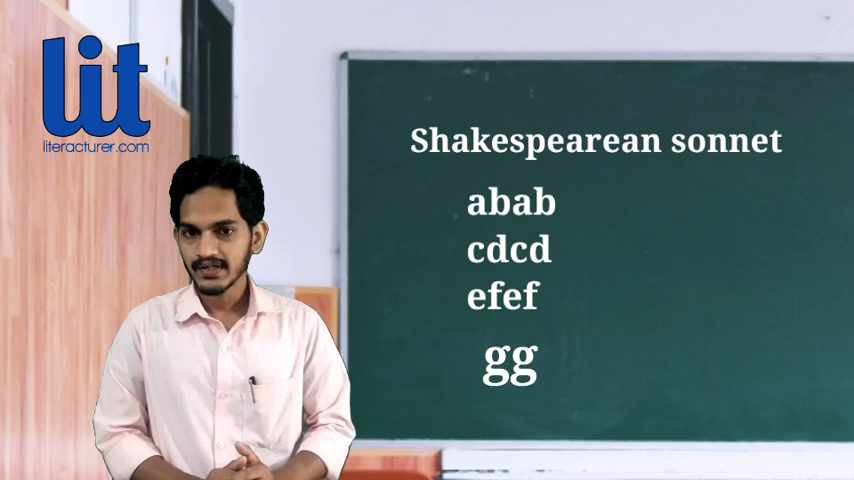 lit
literacturer.com
Shakespearean sonnet
abab
cdcd
efef
gg